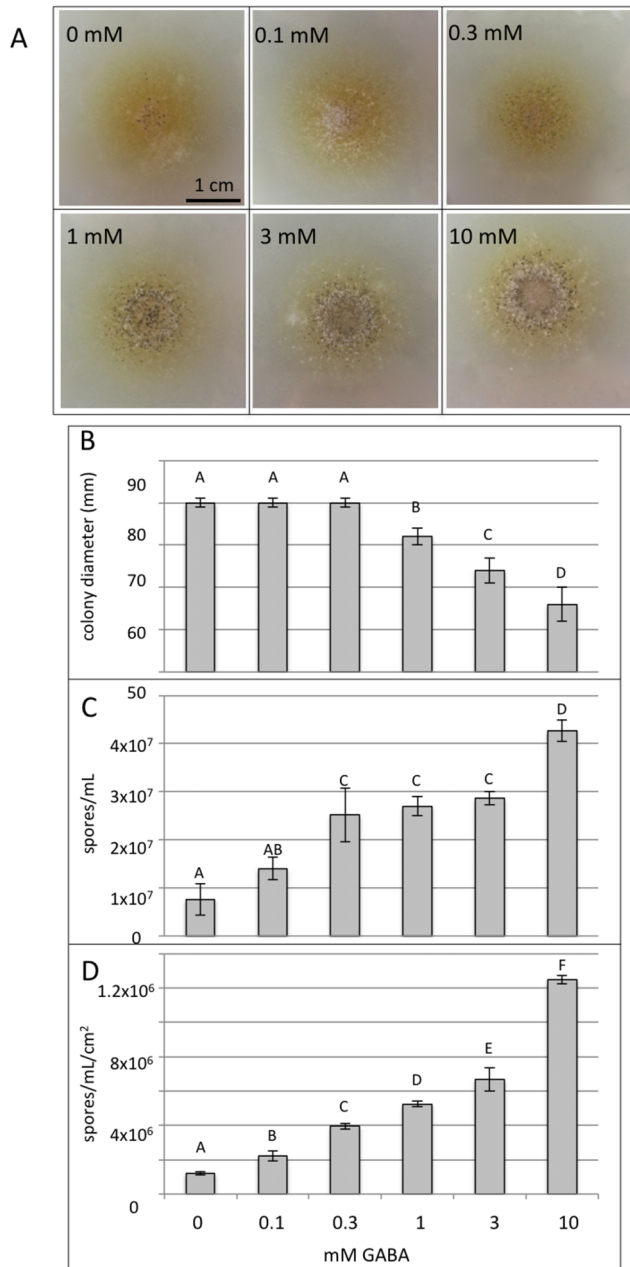 A
0 mM
0.1 mM
0.3 mM
1 cm
1 mM
3 mM
10 mM
B
colony diameter (mm)
90
80
70
60
50
A
A
A
B
C
D
C
spores/mL
4x10⁷
3x10⁷
2x10⁷
1x10⁷
0
A
AB
C
C
C
D
D
spores/mL/cm²
1.2x10⁶
8x10⁶
4x10⁶
0
A
B
C
D
E
F
0 0.1 0.3 1 3 10
mM GABA